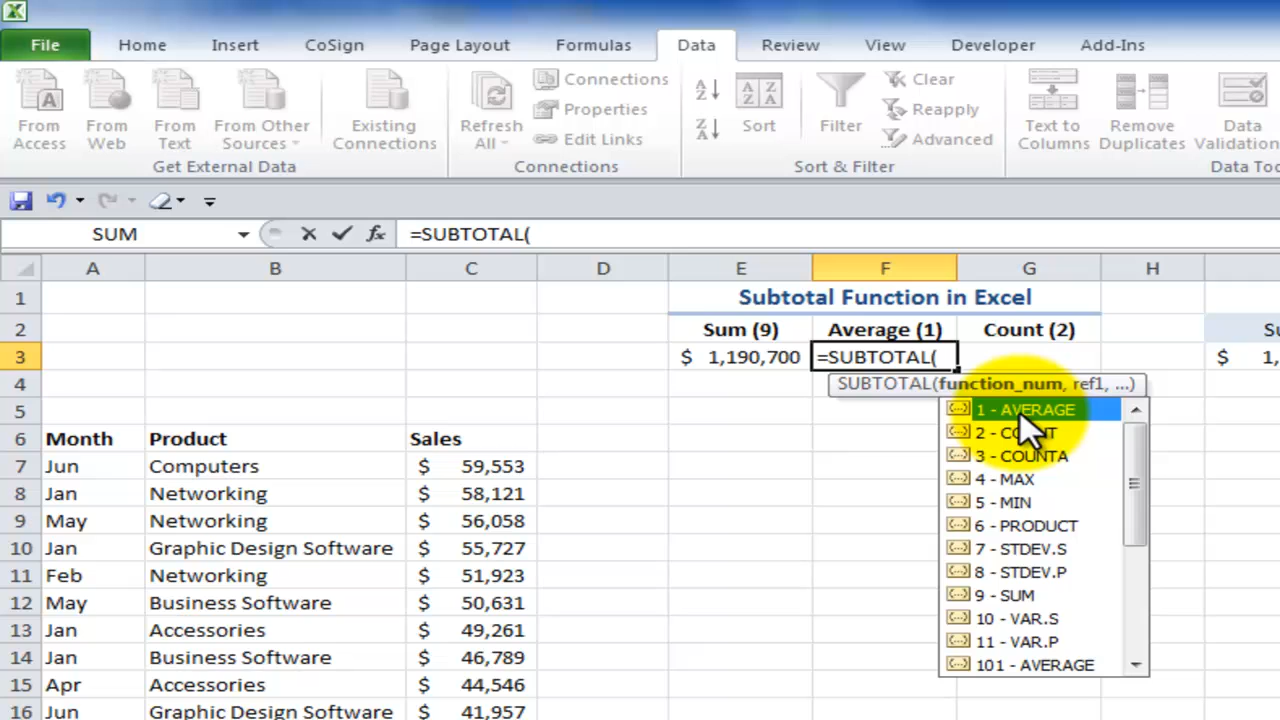 File Home Insert CoSign Page Layout Formulas Data Review View Developer Add-Ins
From Access
From Web
From Text
From Other Sources
Existing Connections
Get External Data
Refresh All
Connections
Properties
Edit Links
Connections
Sort
Filter
Clear
Reapply
Advanced
Sort & Filter
Text to Columns
Remove Duplicates
Data Validation
Data Too
SUM =SUBTOTAL(
A B C D E F G H
1 Subtotal Function in Excel
2 Sum (9) Average (1) Count (2) Su
3 $ 1,190,700 =SUBTOTAL( $ 1,
4 SUBTOTAL(function_num, ref1, ...)
5
6 Month Product Sales
7 Jun Computers $ 59,553
8 Jan Networking $ 58,121
9 May Networking $ 56,058
10 Jan Graphic Design Software $ 55,727
11 Feb Networking $ 51,923
12 May Business Software $ 50,631
13 Jan Accessories $ 49,261
14 Jan Business Software $ 46,789
15 Apr Accessories $ 44,546
16 Jun Graphic Design Software $ 41,957
1 - AVERAGE
2 - COUNT
3 - COUNTA
4 - MAX
5 - MIN
6 - PRODUCT
7 - STDEV.S
8 - STDEV.P
9 - SUM
10 - VAR.S
11 - VAR.P
101 - AVERAGE